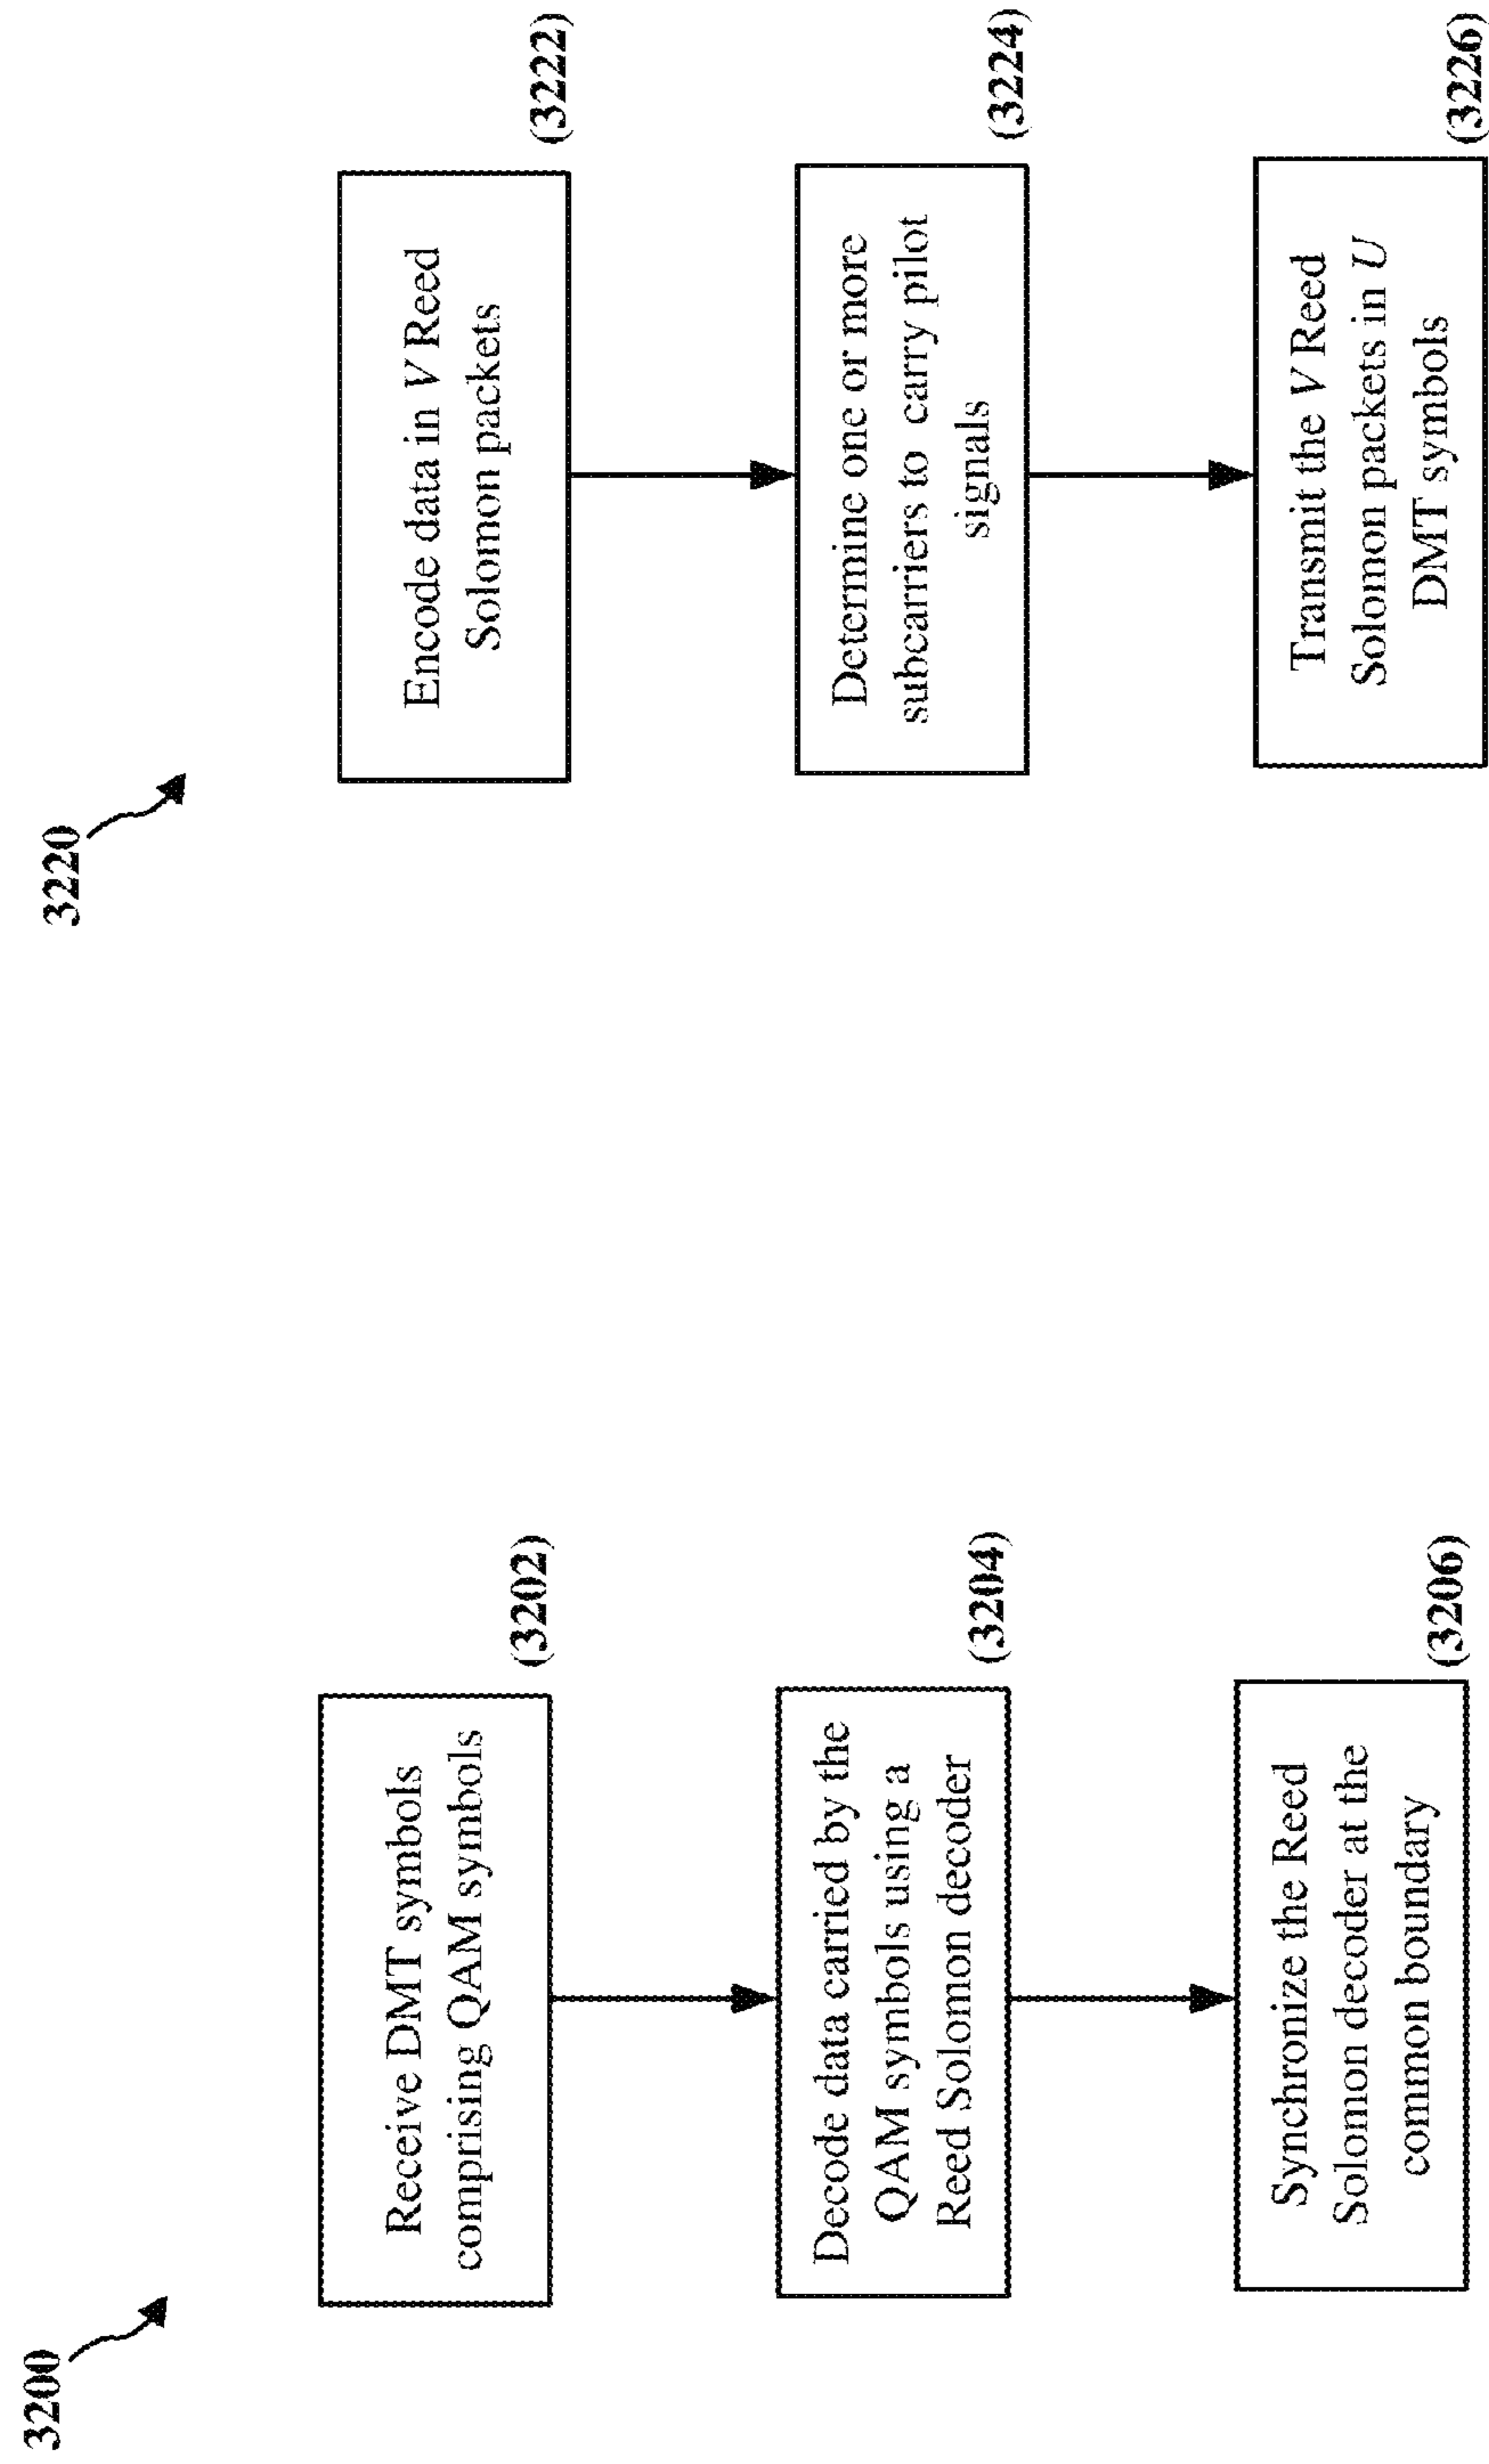 3200
Receive DMT symbols
comprising QAM symbols
(3202)
Decode data carried by the
QAM symbols using a
Reed Solomon decoder
(3204)
Synchronize the Reed
Solomon decoder at the
common boundary
(3206)
3220
Encode data in V Reed
Solomon packets
(3222)
Determine one or more
subcarriers to carry pilot
signals
(3224)
Transmit the V Reed
Solomon packets in U
DMT symbols
(3226)